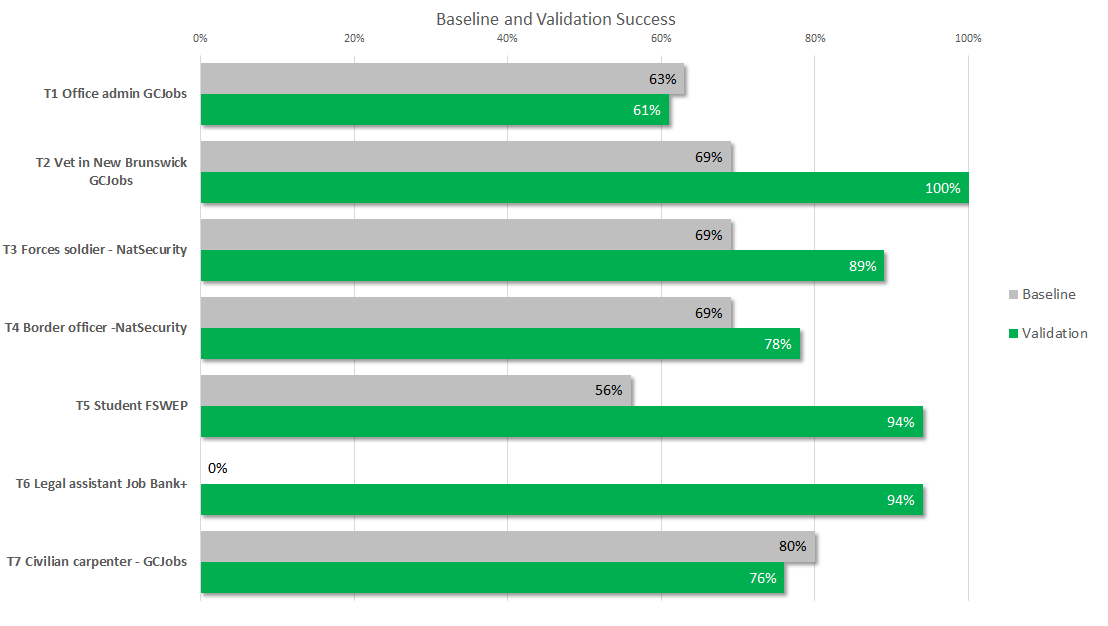 Baseline and Validation Success
0% 20% 40% 60% 80% 100%
T1 Office admin GCJobs
63%
61%
T2 Vet in New Brunswick
GCJobs
69%
100%
T3 Forces soldier - NatSecurity
69%
89%
T4 Border officer -NatSecurity
69%
78%
T5 Student FSWEP
56%
94%
T6 Legal assistant Job Bank+
0%
94%
T7 Civilian carpenter - GCJobs
80%
76%
Baseline
Validation